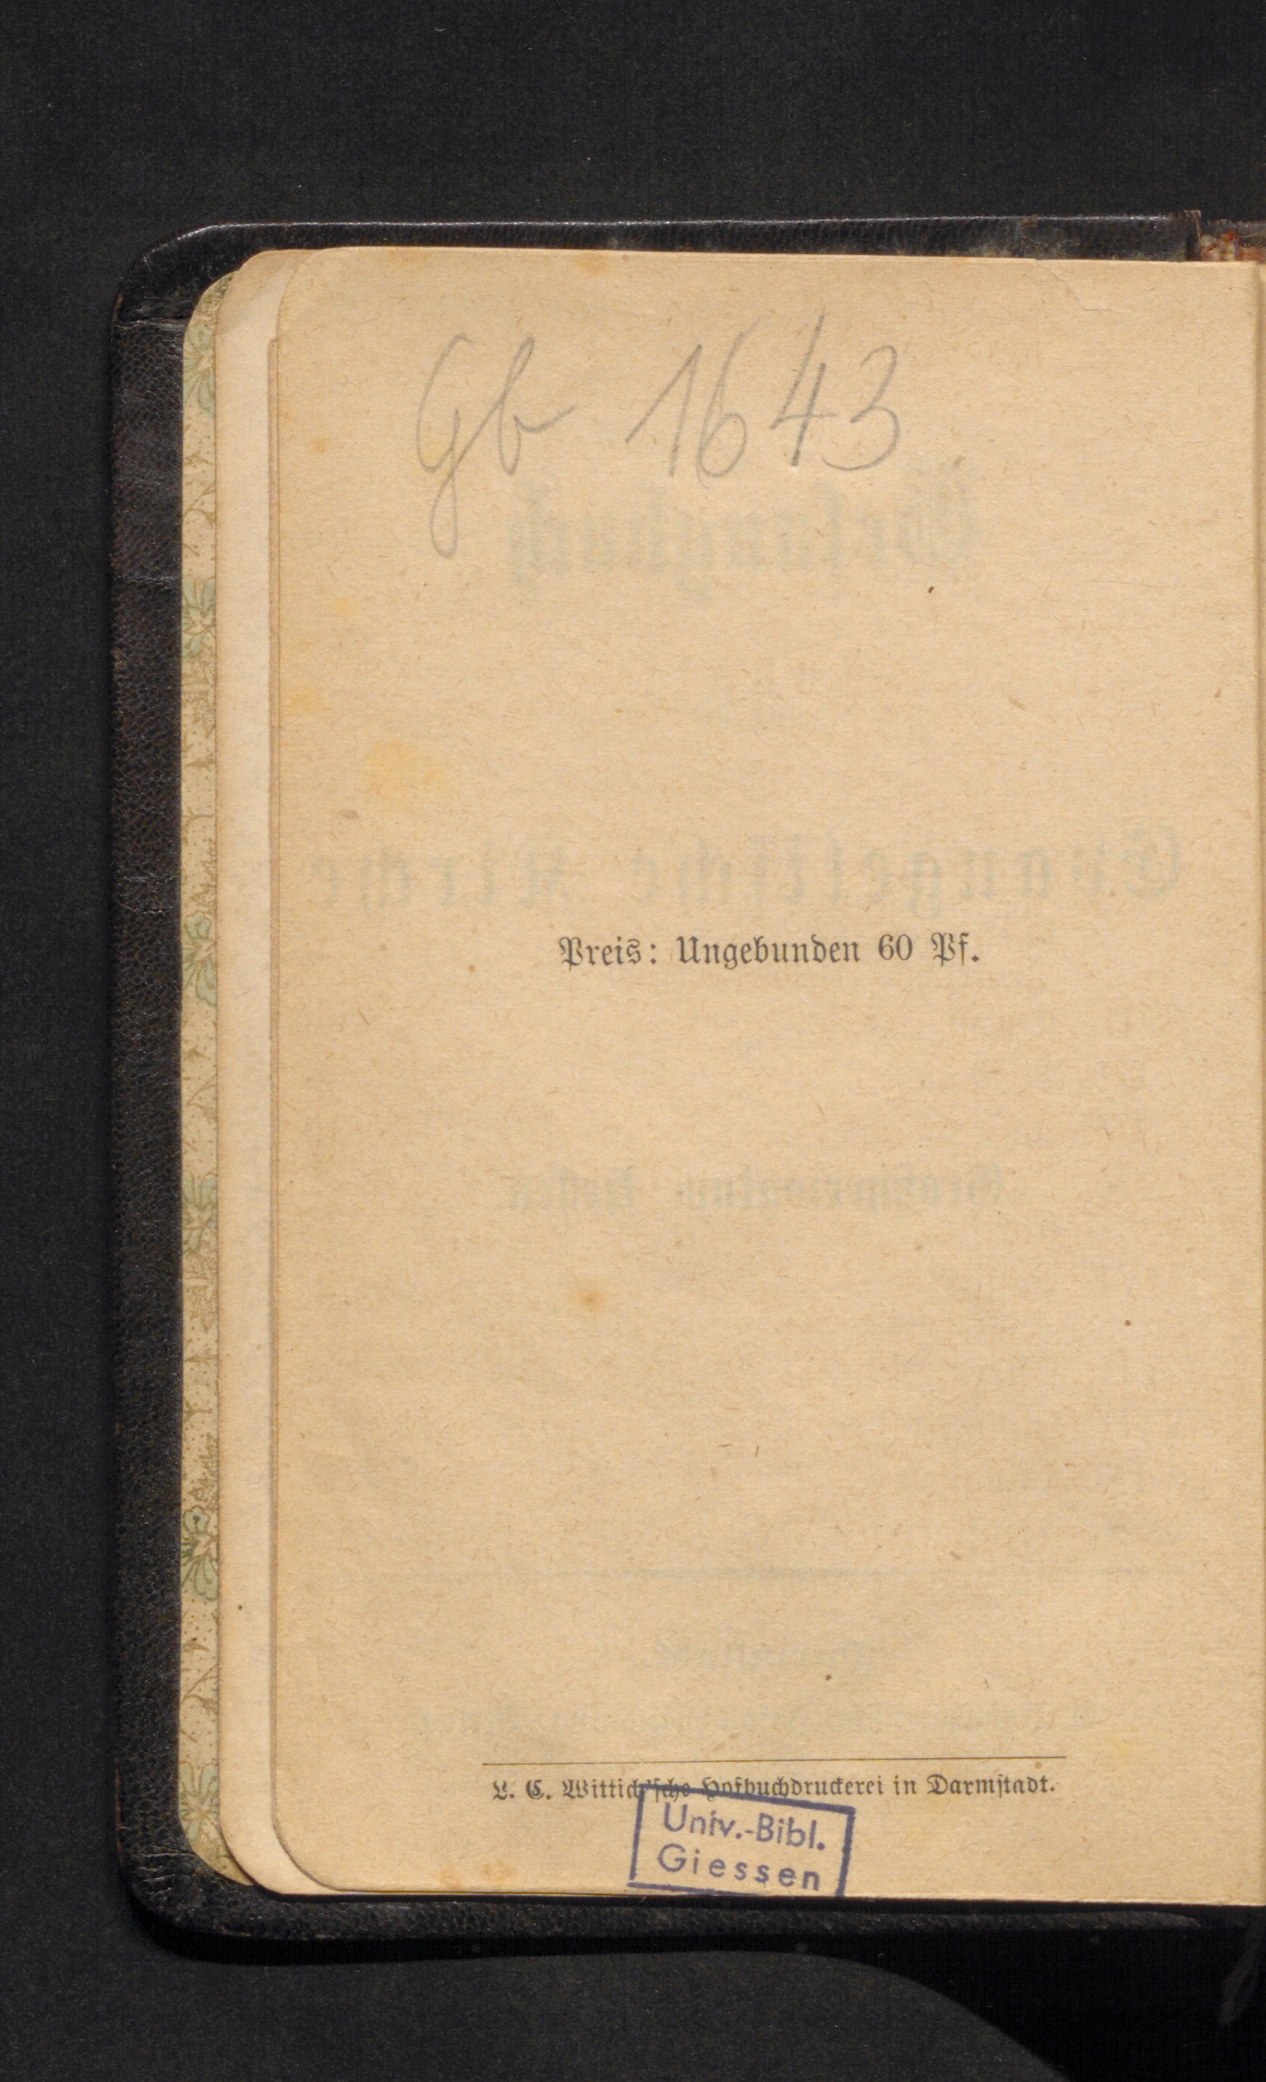 Gb 1643
Preis: Ungebunden 60 Pf.
L. C. Wittich'sche Hofbuchdruckerei in Darmstadt.
Univ.-Bibl.
Giessen